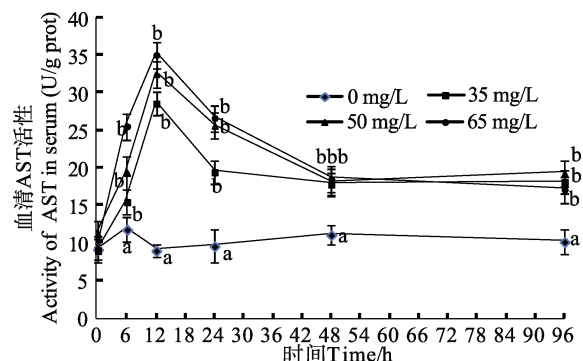 40
35
30
25
20
15
10
5
0
血清AST活性
Activity of AST in serum (U/g prot)
0 mg/L
35 mg/L
50 mg/L
65 mg/L
b
b
b
b
b
b
b
b
b
b
bbb
b
b
b
a
a
a
a
a
0 6 12 18 24 30 36 42 48 54 60 66 72 78 84 90 96
时间Time/h